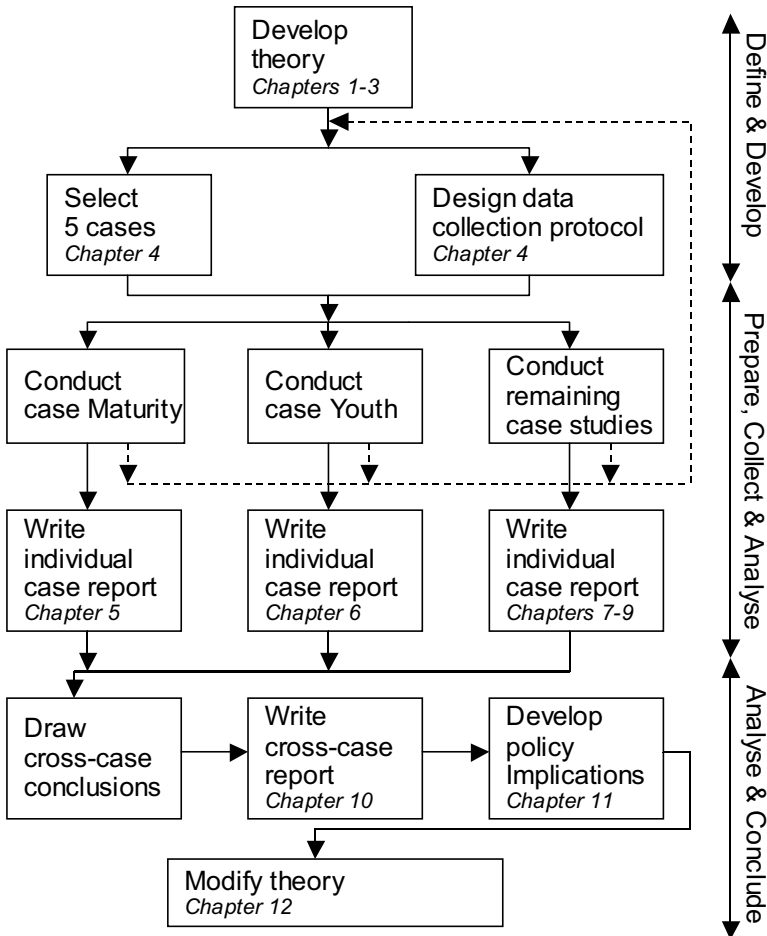 Develop
theory
Chapters 1-3
Select
5 cases
Chapter 4
Design data
collection protocol
Chapter 4
Define & Develop
Conduct
case Maturity
Conduct
case Youth
Conduct
remaining
case studies
Write
individual
case report
Chapter 5
Write
individual
case report
Chapter 6
Write
individual
case report
Chapters 7-9
Prepare, Collect & Analyse
Draw
cross-case
conclusions
Write
cross-case
report
Chapter 10
Develop
policy
Implications
Chapter 11
Modify theory
Chapter 12
Analyse & Conclude